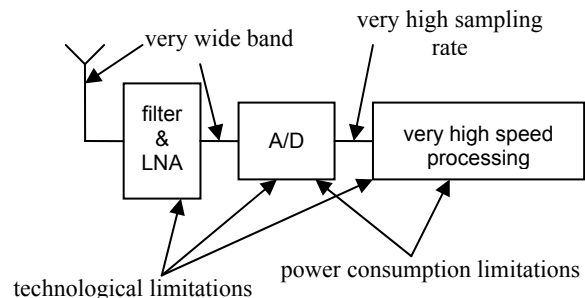 very wide band
very high sampling
rate
filter
&
LNA
A/D
very high speed
processing
technological limitations
power consumption limitations